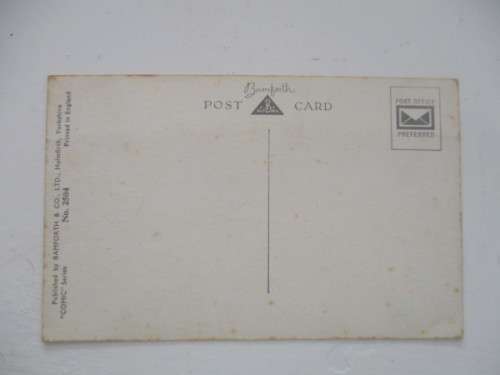 Bamforth
POST CARD
POST OFFICE
PREFERRED
Published by BAMFORTH & CO., LTD., Holmfirth, Yorkshire
"COMIC" Series No. 2504 Printed in England